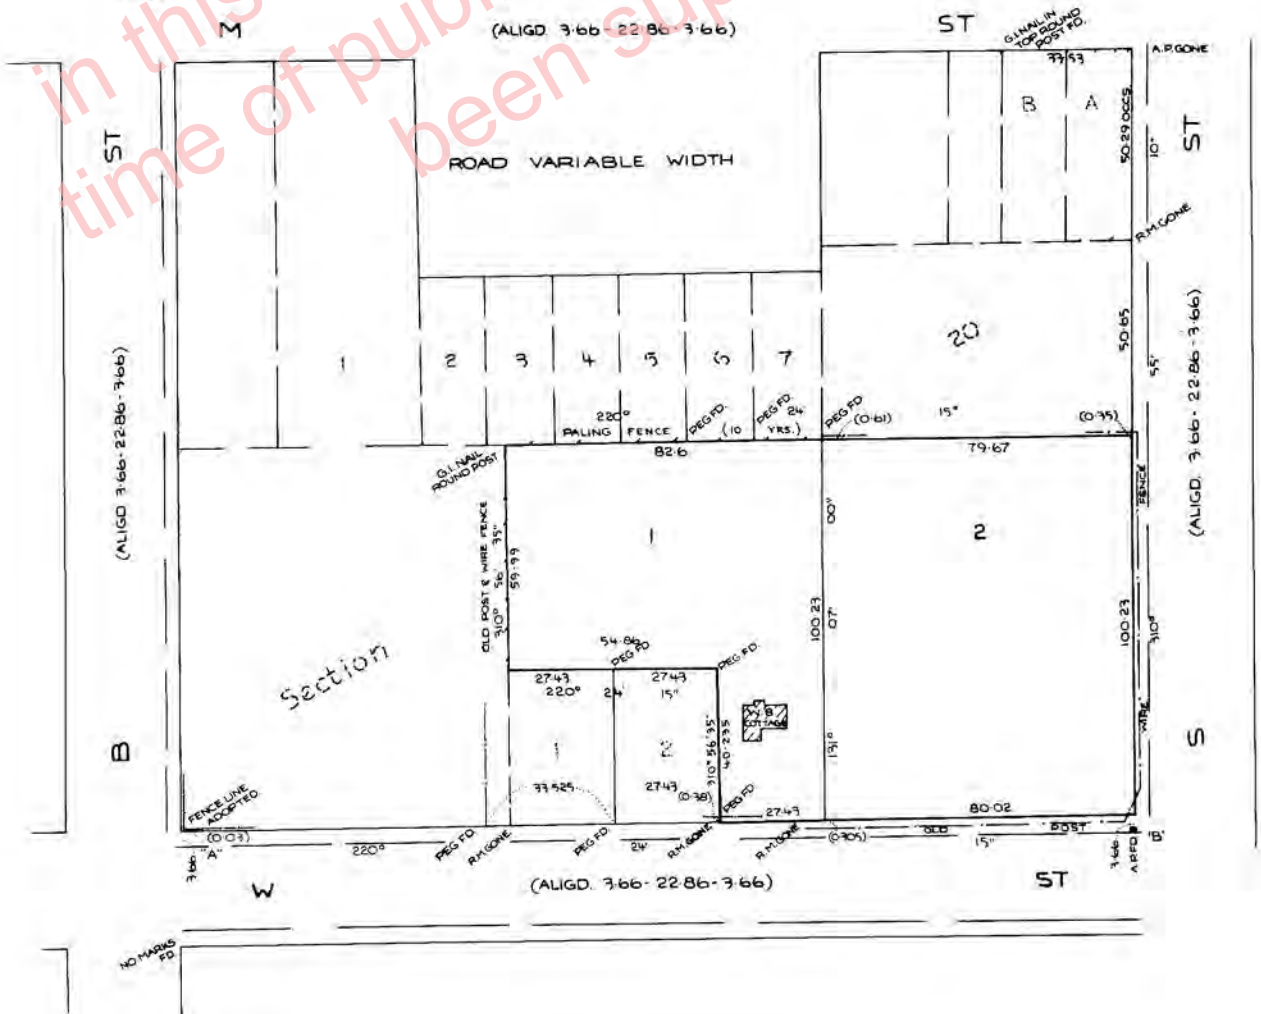 in this
time of publ
been sup
M
(ALIGD. 3·66 - 22·86 - 3·66)
ST
G.I.NAIL IN
TOP ROUND
POST FD.
A.P.GONE
33·53
ST
ROAD VARIABLE WIDTH
B
A
50·29 OCCS
10"
ST
R.M.GONE
(ALIGD 3·66 - 22·86 - 3·66)
1
2
3
4
5
6
7
20
50·65
55'
(ALIGD. 3·66 - 22·86 - 3·66)
220°
PALING FENCE
PEG FD.
(10
PEG FD.
24'
YRS.)
PEG FD
(0·61)
15"
(0·35)
G.I. NAIL
ROUND POST
82·6
79·67
OLD POST & WIRE FENCE
310° 56' 35"
59·99
1
00"
07'
131°
100·23
2
100·23
FENCE
310°
WIRE
Section
54·86
PEG FD
PEG FD.
27·43
27·43
220° 24' 15"
1
2
310° 56' 35"
40·235
W. B
COTTAGE
B
S
33·525
27·43
(0·38)
PEG FD
27·43
80·02
FENCE LINE
ADOPTED
(0·03)
3·66
"A"
220°
PEG FD.
R.M.GONE
PEG FD.
24'
R.M.GONE
R.M.GONE
(0·305)
OLD
POST
15"
3·66
A.P.FD
'B'
W
(ALIGD. 3·66 - 22·86 - 3·66)
ST
NO MARKS
FD.